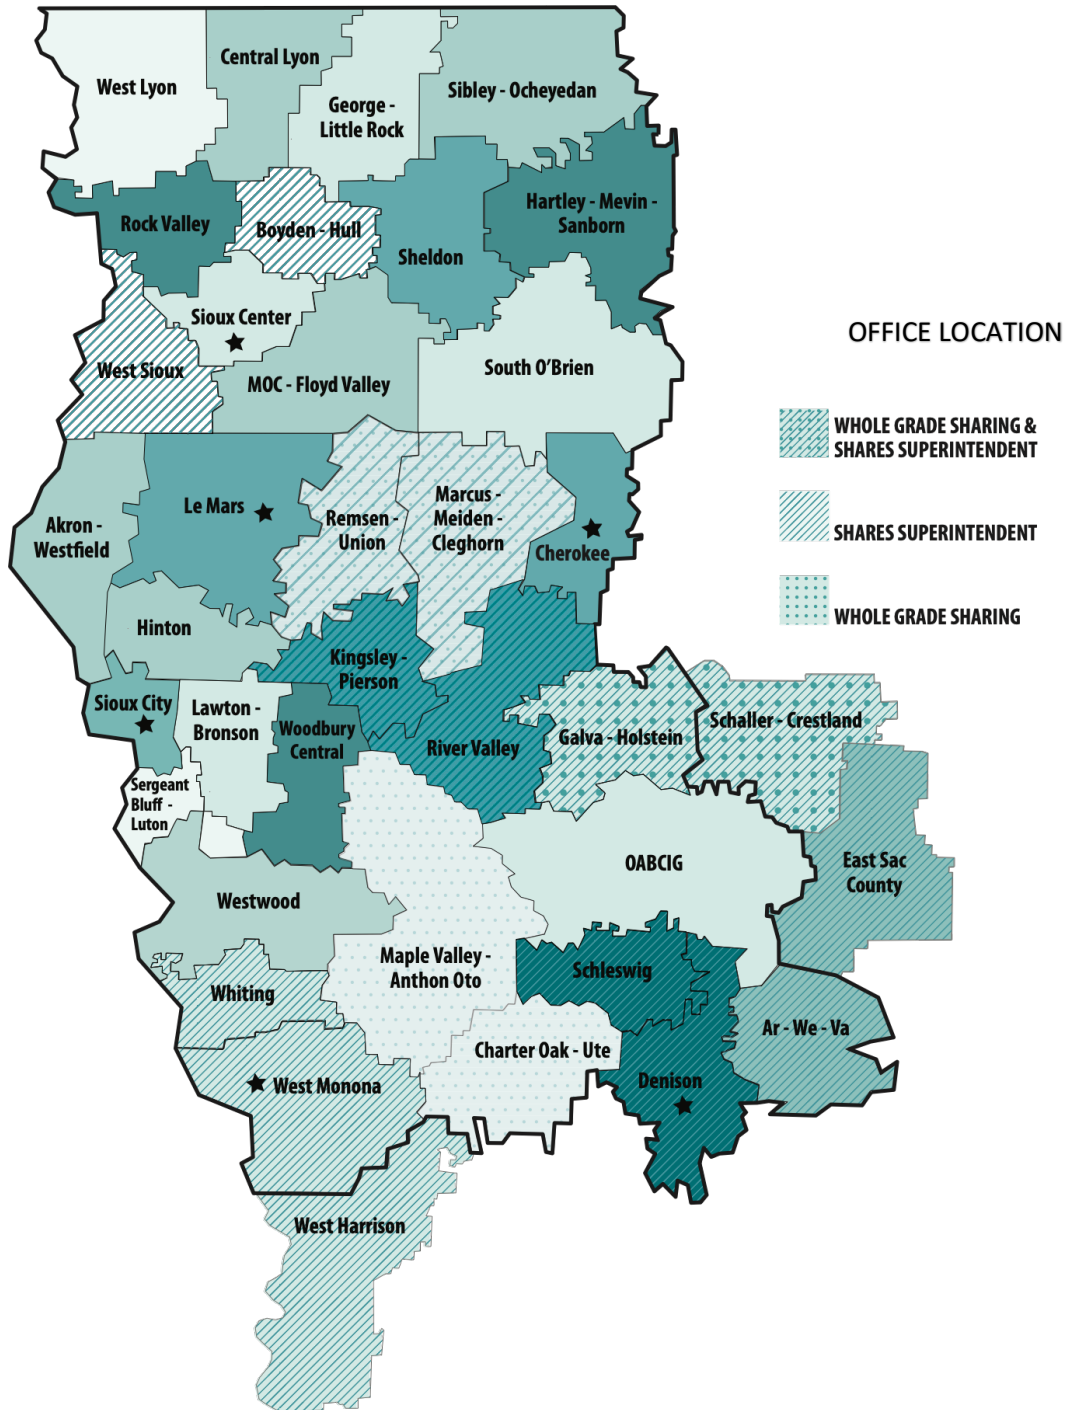 West Lyon
Central Lyon
George -
Little Rock
Sibley - Ocheyedan
Rock Valley
Boyden - Hull
Sheldon
Hartley - Mevin -
Sanborn
Sioux Center
West Sioux
MOC - Floyd Valley
South O'Brien
OFFICE LOCATION
WHOLE GRADE SHARING &
SHARES SUPERINTENDENT
SHARES SUPERINTENDENT
WHOLE GRADE SHARING
Akron -
Westfield
Le Mars
Remsen -
Union
Marcus -
Meiden -
Cleghorn
Cherokee
Hinton
Kingsley -
Pierson
Sioux City
Lawton -
Bronson
Woodbury
Central
River Valley
Galva - Holstein
Schaller - Crestland
Sergeant
Bluff -
Luton
OABCIG
East Sac
County
Westwood
Maple Valley -
Anthon Oto
Schleswig
Whiting
Charter Oak - Ute
Ar - We - Va
West Monona
Denison
West Harrison